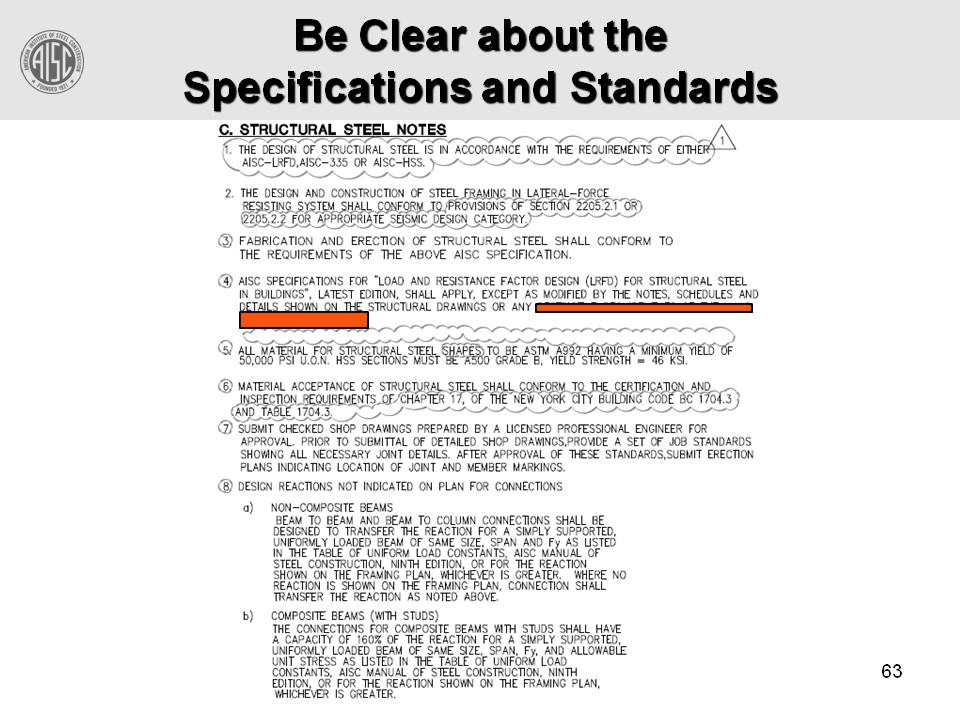 Be Clear about the
Specifications and Standards
AMERICAN INSTITUTE OF STEEL CONSTRUCTION
AISC
FOUNDED 1921
C. STRUCTURAL STEEL NOTES
1
1. THE DESIGN OF STRUCTURAL STEEL IS IN ACCORDANCE WITH THE REQUIREMENTS OF EITHER
AISC-LRFD,AISC-335 OR AISC-HSS.
2. THE DESIGN AND CONSTRUCTION OF STEEL FRAMING IN LATERAL-FORCE
RESISTING SYSTEM SHALL CONFORM TO PROVISIONS OF SECTION 2205.2.1 OR
2205.2.2 FOR APPROPRIATE SEISMIC DESIGN CATEGORY.
3 FABRICATION AND ERECTION OF STRUCTURAL STEEL SHALL CONFORM TO
THE REQUIREMENTS OF THE ABOVE AISC SPECIFICATION.
4 AISC SPECIFICATIONS FOR "LOAD AND RESISTANCE FACTOR DESIGN (LRFD) FOR STRUCTURAL STEEL
IN BUILDINGS", LATEST EDITION, SHALL APPLY, EXCEPT AS MODIFIED BY THE NOTES, SCHEDULES AND
DETAILS SHOWN ON THE STRUCTURAL DRAWINGS OR ANY
5. ALL MATERIAL FOR STRUCTURAL STEEL SHAPES TO BE ASTM A992 HAVING A MINIMUM YIELD OF
50,000 PSI U.O.N. HSS SECTIONS MUST BE A500 GRADE B, YIELD STRENGTH = 46 KSI.
6 MATERIAL ACCEPTANCE OF STRUCTURAL STEEL SHALL CONFORM TO THE CERTIFICATION AND
INSPECTION REQUIREMENTS OF CHAPTER 17, OF THE NEW YORK CITY BUILDING CODE BC 1704.3
AND TABLE 1704.3.
7 SUBMIT CHECKED SHOP DRAWINGS PREPARED BY A LICENSED PROFESSIONAL ENGINEER FOR
APPROVAL. PRIOR TO SUBMITTAL OF DETAILED SHOP DRAWINGS,PROVIDE A SET OF JOB STANDARDS
SHOWING ALL NECESSARY JOINT DETAILS. AFTER APPROVAL OF THESE STANDARDS,SUBMIT ERECTION
PLANS INDICATING LOCATION OF JOINT AND MEMBER MARKINGS.
8 DESIGN REACTIONS NOT INDICATED ON PLAN FOR CONNECTIONS
a) NON-COMPOSITE BEAMS
BEAM TO BEAM AND BEAM TO COLUMN CONNECTIONS SHALL BE
DESIGNED TO TRANSFER THE REACTION FOR A SIMPLY SUPPORTED,
UNIFORMLY LOADED BEAM OF SAME SIZE, SPAN AND Fy AS LISTED
IN THE TABLE OF UNIFORM LOAD CONSTANTS, AISC MANUAL OF
STEEL CONSTRUCTION, NINTH EDITION, OR FOR THE REACTION
SHOWN ON THE FRAMING PLAN, WHICHEVER IS GREATER. WHERE NO
REACTION IS SHOWN ON THE FRAMING PLAN, CONNECTION SHALL
TRANSFER THE REACTION AS NOTED ABOVE.
b) COMPOSITE BEAMS (WITH STUDS)
THE CONNECTIONS FOR COMPOSITE BEAMS WITH STUDS SHALL HAVE
A CAPACITY OF 160% OF THE REACTION FOR A SIMPLY SUPPORTED,
UNIFORMLY LOADED BEAM OF SAME SIZE, SPAN, Fy, AND ALLOWABLE
UNIT STRESS AS LISTED IN THE TABLE OF UNIFORM LOAD
CONSTANTS, AISC MANUAL OF STEEL CONSTRUCTION, NINTH
EDITION, OR FOR THE REACTION SHOWN ON THE FRAMING PLAN,
WHICHEVER IS GREATER.
63